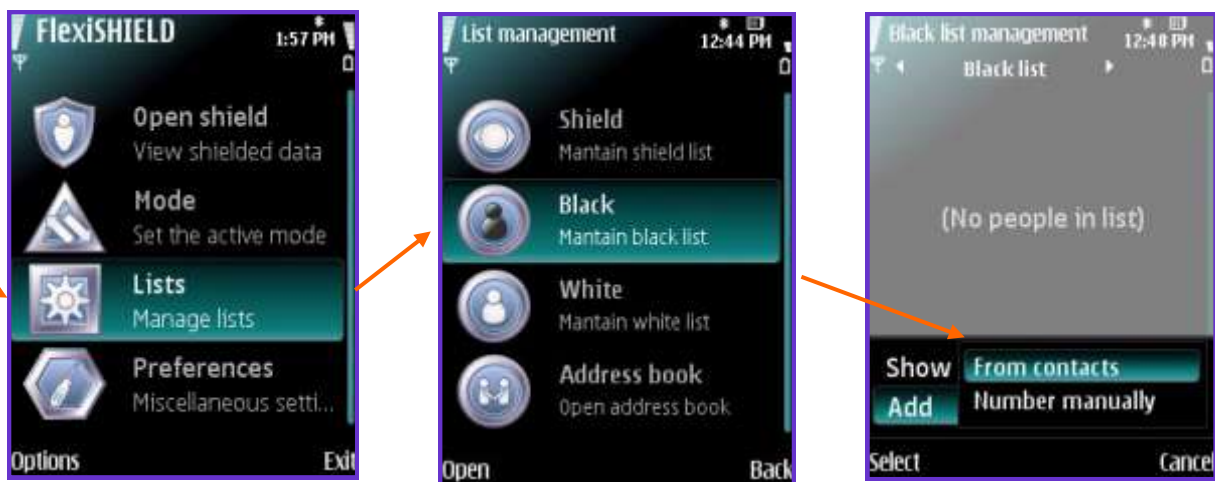 FlexiSHIELD
1:57 PM
Open shield
View shielded data
Mode
Set the active mode
Lists
Manage lists
Preferences
Miscellaneous setti...
Options
Exit
List management
12:44 PM
Shield
Mantain shield list
Black
Mantain black list
White
Mantain white list
Address book
Open address book
Open
Back
Black list management
12:48 PM
Black list
(No people in list)
Show
From contacts
Add
Number manually
Select
Cancel